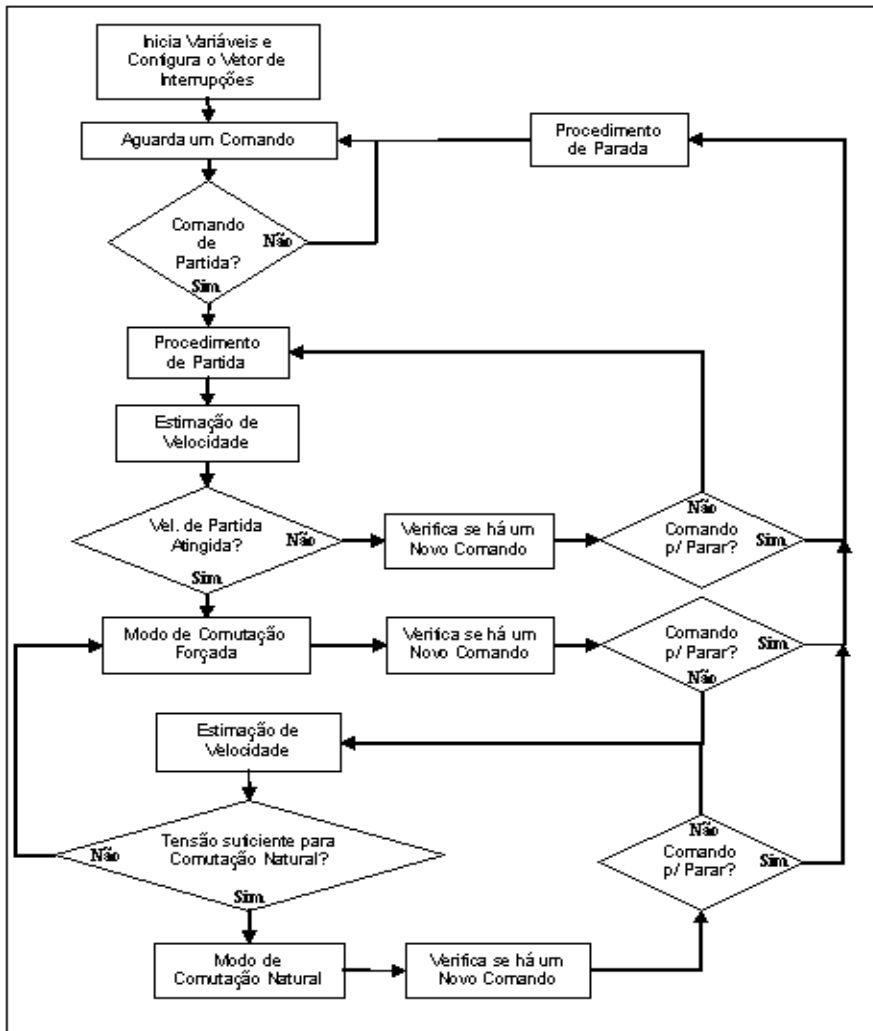 Inicia Variáveis e
Configura o Vetor de
Interrupções
Aguarda um Comando
Procedimento
de Parada
Comando
de
Partida?
Não
Sim
Procedimento
de Partida
Estimação de
Velocidade
Vel. de Partida
Atingida?
Não
Sim
Verifica se há um
Novo Comando
Não
Comando
p/ Parar?
Sim
Modo de Comutação
Forçada
Verifica se há um
Novo Comando
Comando
p/ Parar?
Sim
Não
Estimação de
Velocidade
Tensão suficiente para
Comutação Natural?
Não
Sim
Não
Comando
p/ Parar?
Sim
Modo de
Comutação Natural
Verifica se há um
Novo Comando